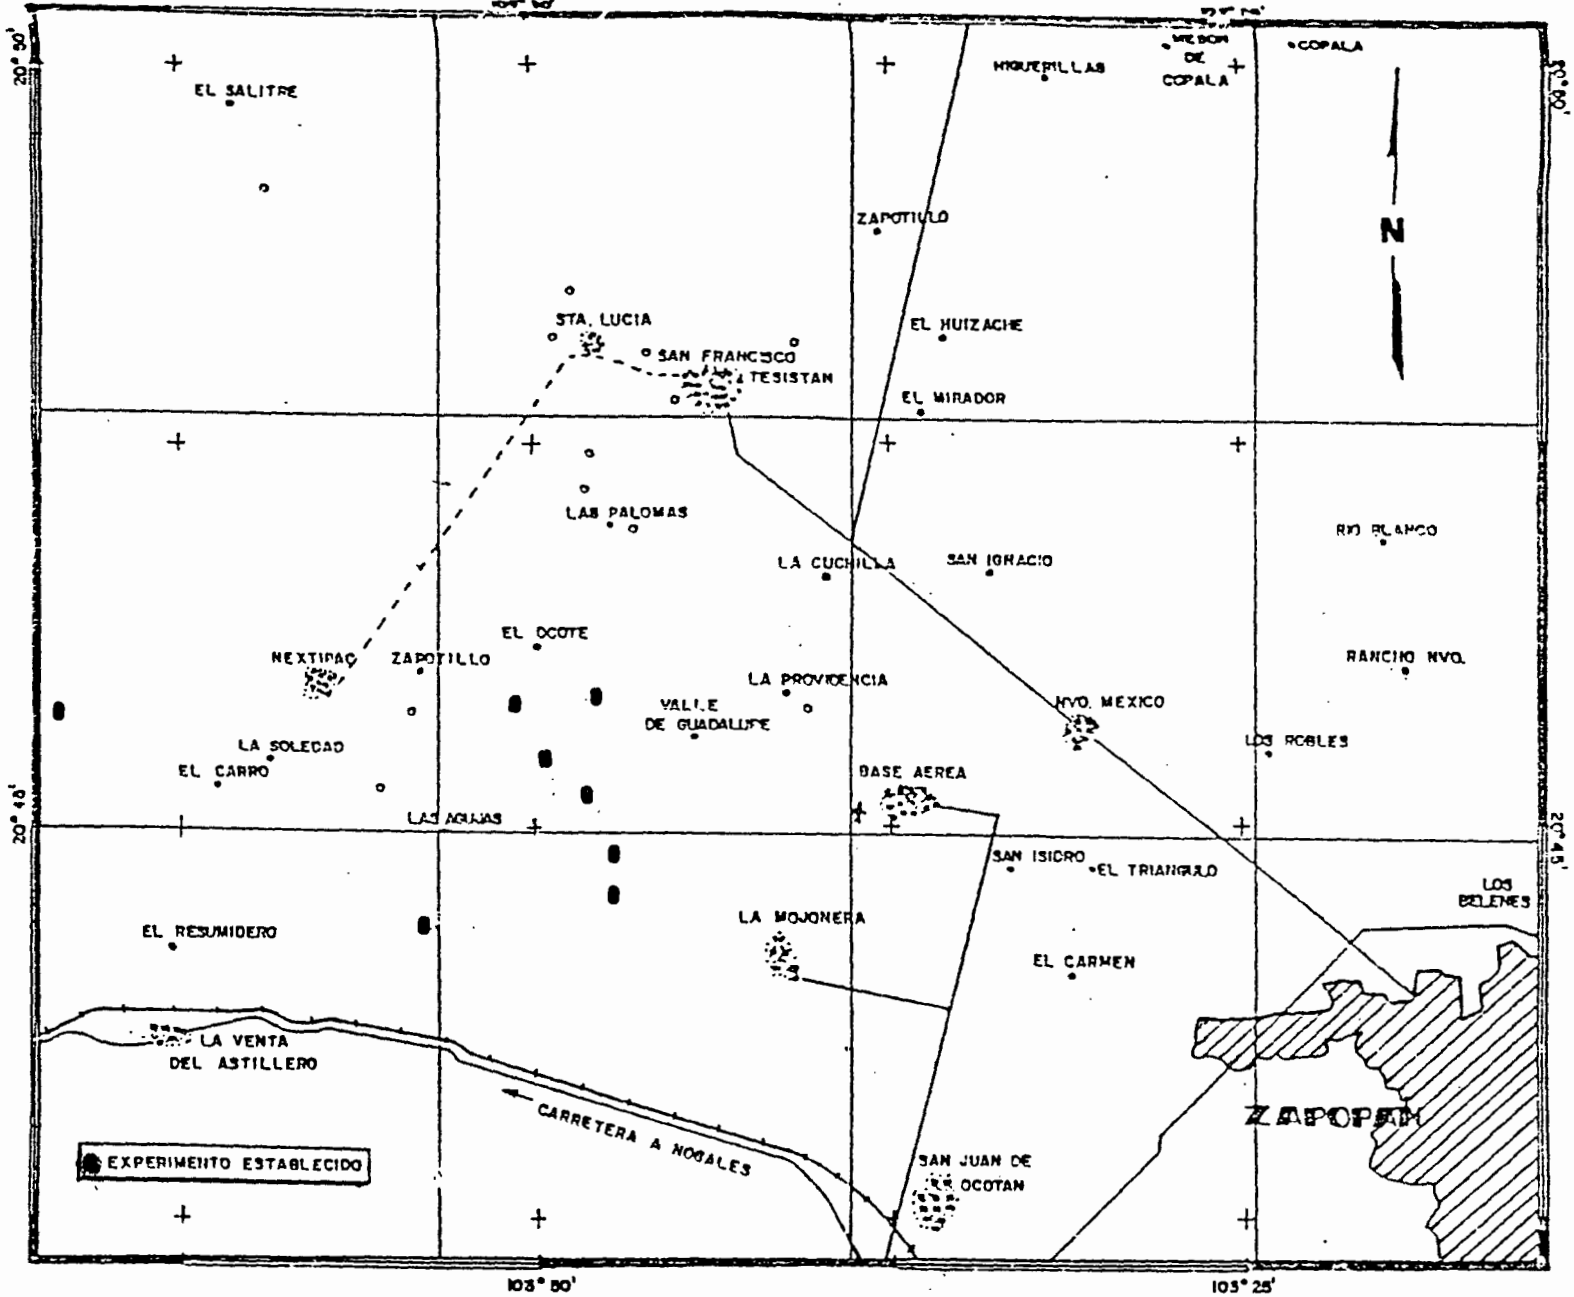 20° 50'
EL SALITRE
HIGUERILLAS
MESON
DE
COPALA
COPALA
ZAPOTILLO
N
STA. LUCIA
EL HUIZACHE
SAN FRANCISCO
TESISTAN
EL MIRADOR
LAS PALOMAS
RIO BLANCO
LA CUCHILLA
SAN IGNACIO
EL OCOTE
NEXTIPAC
ZAPOTILLO
RANCHO NVO.
LA PROVIDENCIA
VALLE
DE GUADALUPE
NVO. MEXICO
LA SOLEDAD
LOS ROBLES
EL CARRO
BASE AEREA
LAS AGUJAS
20° 45'
20° 45'
SAN ISIDRO
EL TRIANGULO
LOS
BELENES
LA MOJONERA
EL RESUMIDERO
EL CARMEN
LA VENTA
DEL ASTILLERO
CARRETERA A NOGALES
ZAPOPAN
EXPERIMENTO ESTABLECIDO
SAN JUAN DE
OCOTAN
103° 30'
103° 25'